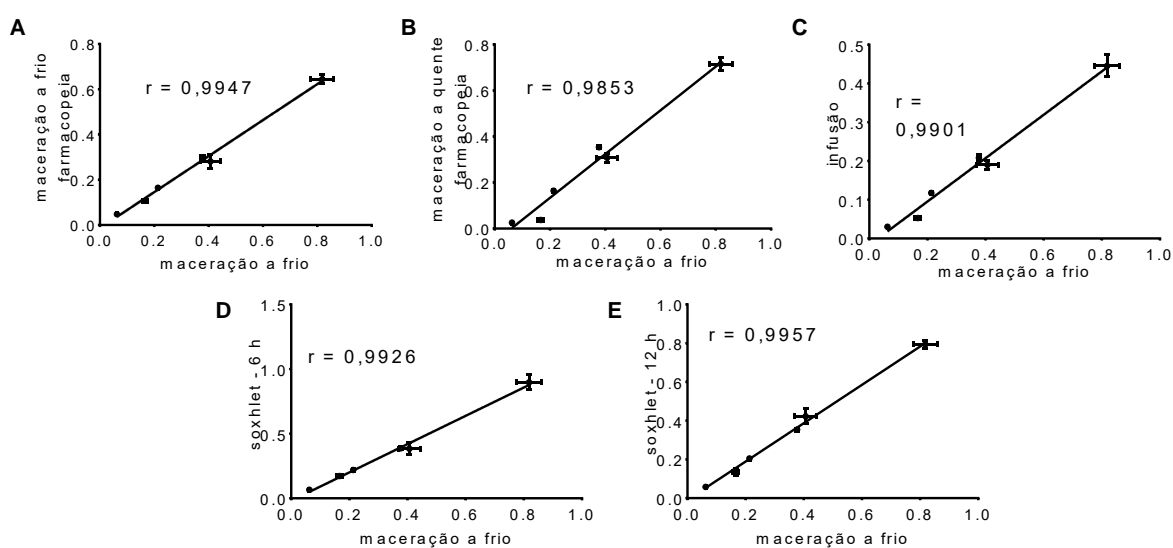 A
maceração a frio
farmacopeia
0.8
0.6
0.4
0.2
0.0
r = 0,9947
0.0 0.2 0.4 0.6 0.8 1.0
maceração a frio
B
maceração a quente
farmacopeia
0.8
0.6
0.4
0.2
0.0
r = 0,9853
0.0 0.2 0.4 0.6 0.8 1.0
maceração a frio
C
infusão
0.5
0.4
0.3
0.2
0.1
0.0
r =
0,9901
0.0 0.2 0.4 0.6 0.8 1.0
maceração a frio
D
soxhlet - 6 h
1.5
1.0
0.5
0.0
r = 0,9926
0.0 0.2 0.4 0.6 0.8 1.0
maceração a frio
E
soxhlet - 12 h
1.0
0.8
0.6
0.4
0.2
0.0
r = 0,9957
0.0 0.2 0.4 0.6 0.8 1.0
maceração a frio